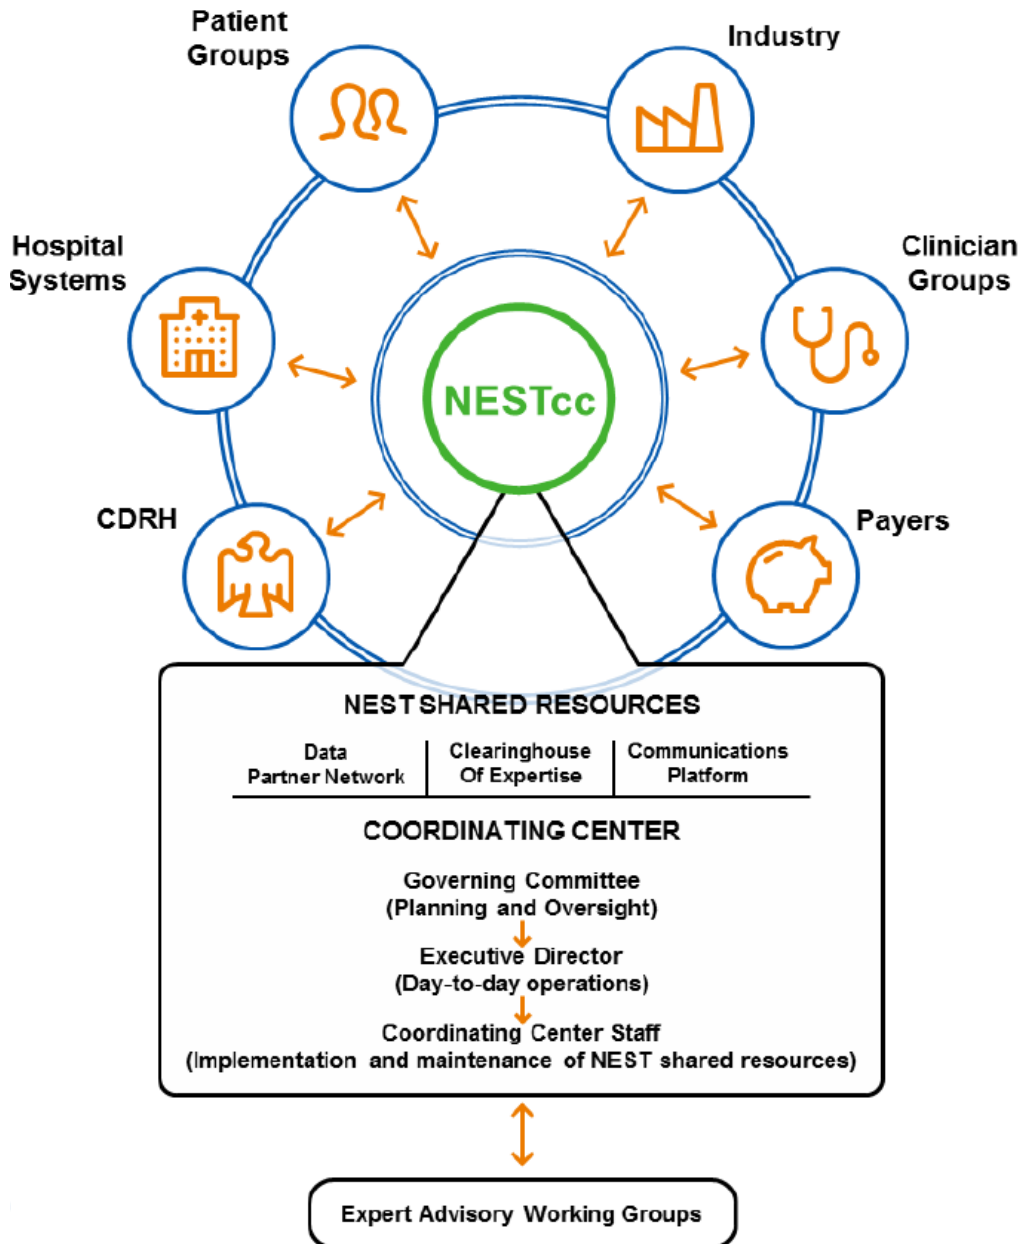 Patient
Groups
Industry
Hospital
Systems
Clinician
Groups
NESTcc
CDRH
Payers
NEST SHARED RESOURCES
Data
Partner Network
Clearinghouse
Of Expertise
Communications
Platform
COORDINATING CENTER
Governing Committee
(Planning and Oversight)
Executive Director
(Day-to-day operations)
Coordinating Center Staff
(Implementation and maintenance of NEST shared resources)
Expert Advisory Working Groups